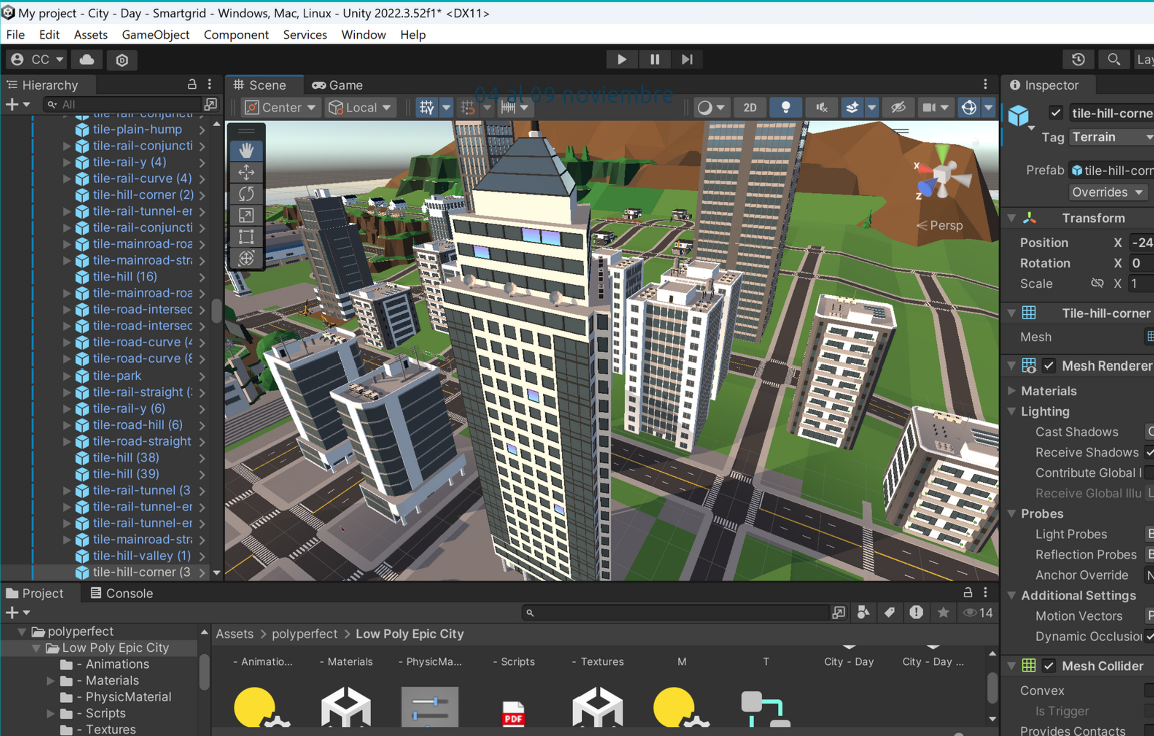 My project - City - Day - Smartgrid - Windows, Mac, Linux - Unity 2022.3.52f1* <DX11>
File Edit Assets GameObject Component Services Window Help
CC
Lay
Hierarchy
All
tile-rail-conjuncti
tile-plain-hump
tile-rail-conjuncti
tile-rail-y (4)
tile-rail-curve (4)
tile-hill-corner (2)
tile-rail-tunnel-er
tile-rail-conjuncti
tile-mainroad-roa
tile-mainroad-stra
tile-hill (16)
tile-mainroad-roa
tile-road-intersec
tile-road-intersec
tile-road-curve (4
tile-road-curve (8
tile-park
tile-rail-straight (
tile-rail-y (6)
tile-road-hill (6)
tile-road-straight
tile-hill (38)
tile-hill (39)
tile-rail-tunnel (3
tile-rail-tunnel-er
tile-rail-tunnel-er
tile-mainroad-stra
tile-hill-valley (1)
tile-hill-corner (3
Scene Game
04 al 09 noviembre
Center Local 2D
x
z
Persp
Inspector
tile-hill-corne
Tag Terrain
Prefab tile-hill-corr
Overrides
Transform
Position X -24
Rotation X 0
Scale X 1
Tile-hill-corner
Mesh
Mesh Renderer
Materials
Lighting
Cast Shadows
Receive Shadows
Contribute Global I
Receive Global Illu
Probes
Light Probes
Reflection Probes
Anchor Override
Additional Settings
Motion Vectors
Dynamic Occlusion
Mesh Collider
Convex
Is Trigger
Provides Contacts
Project Console
14
polyperfect
Low Poly Epic City
- Animations
- Materials
- PhysicMaterial
- Scripts
- Textures
Assets > polyperfect > Low Poly Epic City
- Animatio... - Materials - PhysicMa... - Scripts - Textures M T City - Day City - Day ...
PDF